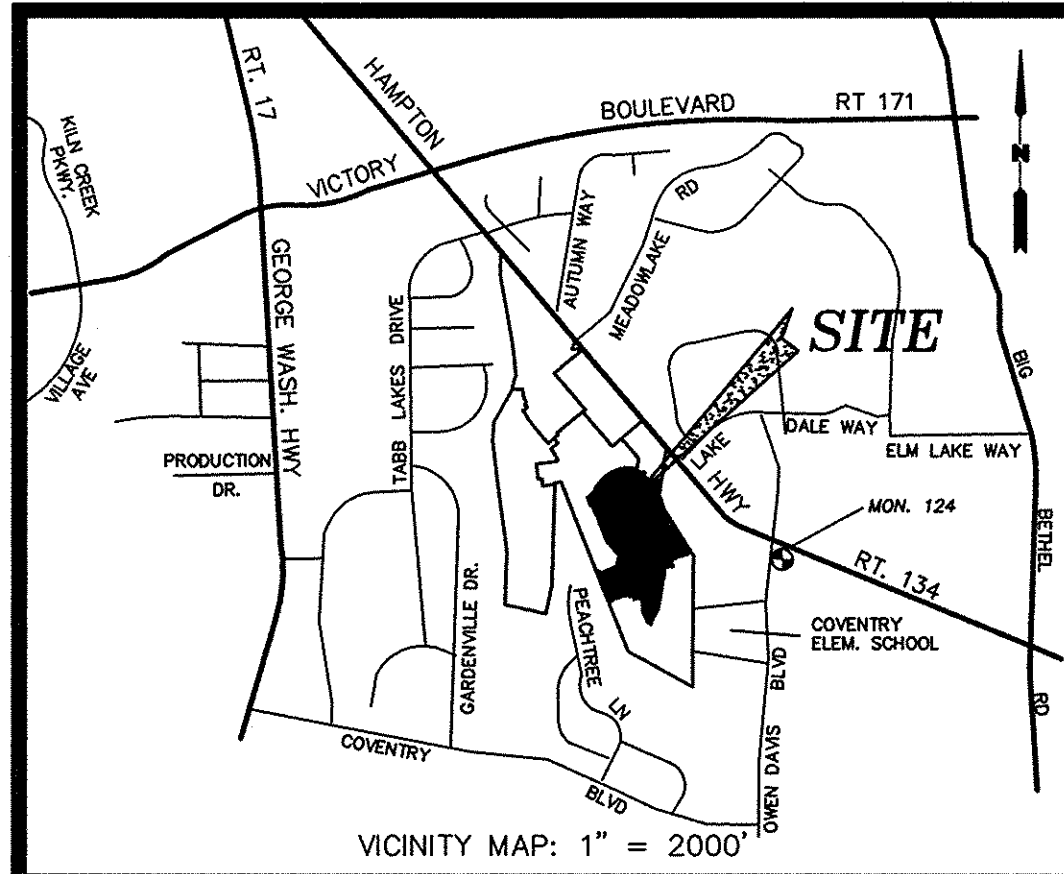 RT. 17
HAMPTON
BOULEVARD
RT 171
KILN CREEK
PKWY.
VICTORY
N
AUTUMN WAY
RD
MEADOWLAKE
GEORGE WASH. HWY
TABB LAKES DRIVE
SITE
VILLAGE
AVE
BIG
DALE WAY
LAKE
ELM LAKE WAY
PRODUCTION
DR.
HWY
MON. 124
BETHEL
RT. 134
GARDENVILLE DR.
PEACHTREE
COVENTRY
ELEM. SCHOOL
BLVD
LN
RD
COVENTRY
BLVD
OWEN DAVIS
VICINITY MAP: 1" = 2000'